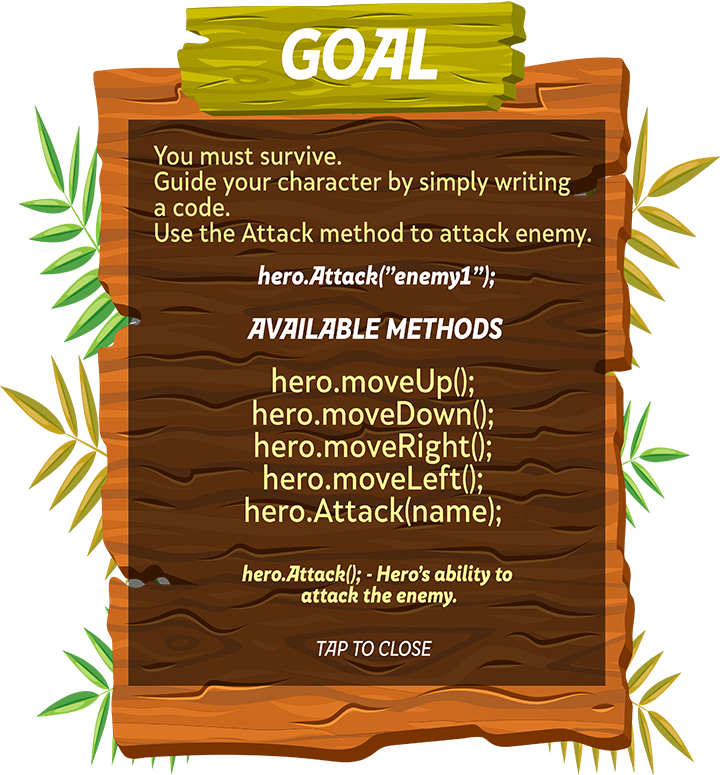 GOAL
You must survive.
Guide your character by simply writing
a code.
Use the Attack method to attack enemy.
hero.Attack(”enemy1”);
AVAILABLE METHODS
hero.moveUp();
hero.moveDown();
hero.moveRight();
hero.moveLeft();
hero.Attack(name);
hero.Attack(); - Hero’s ability to
attack the enemy.
TAP TO CLOSE